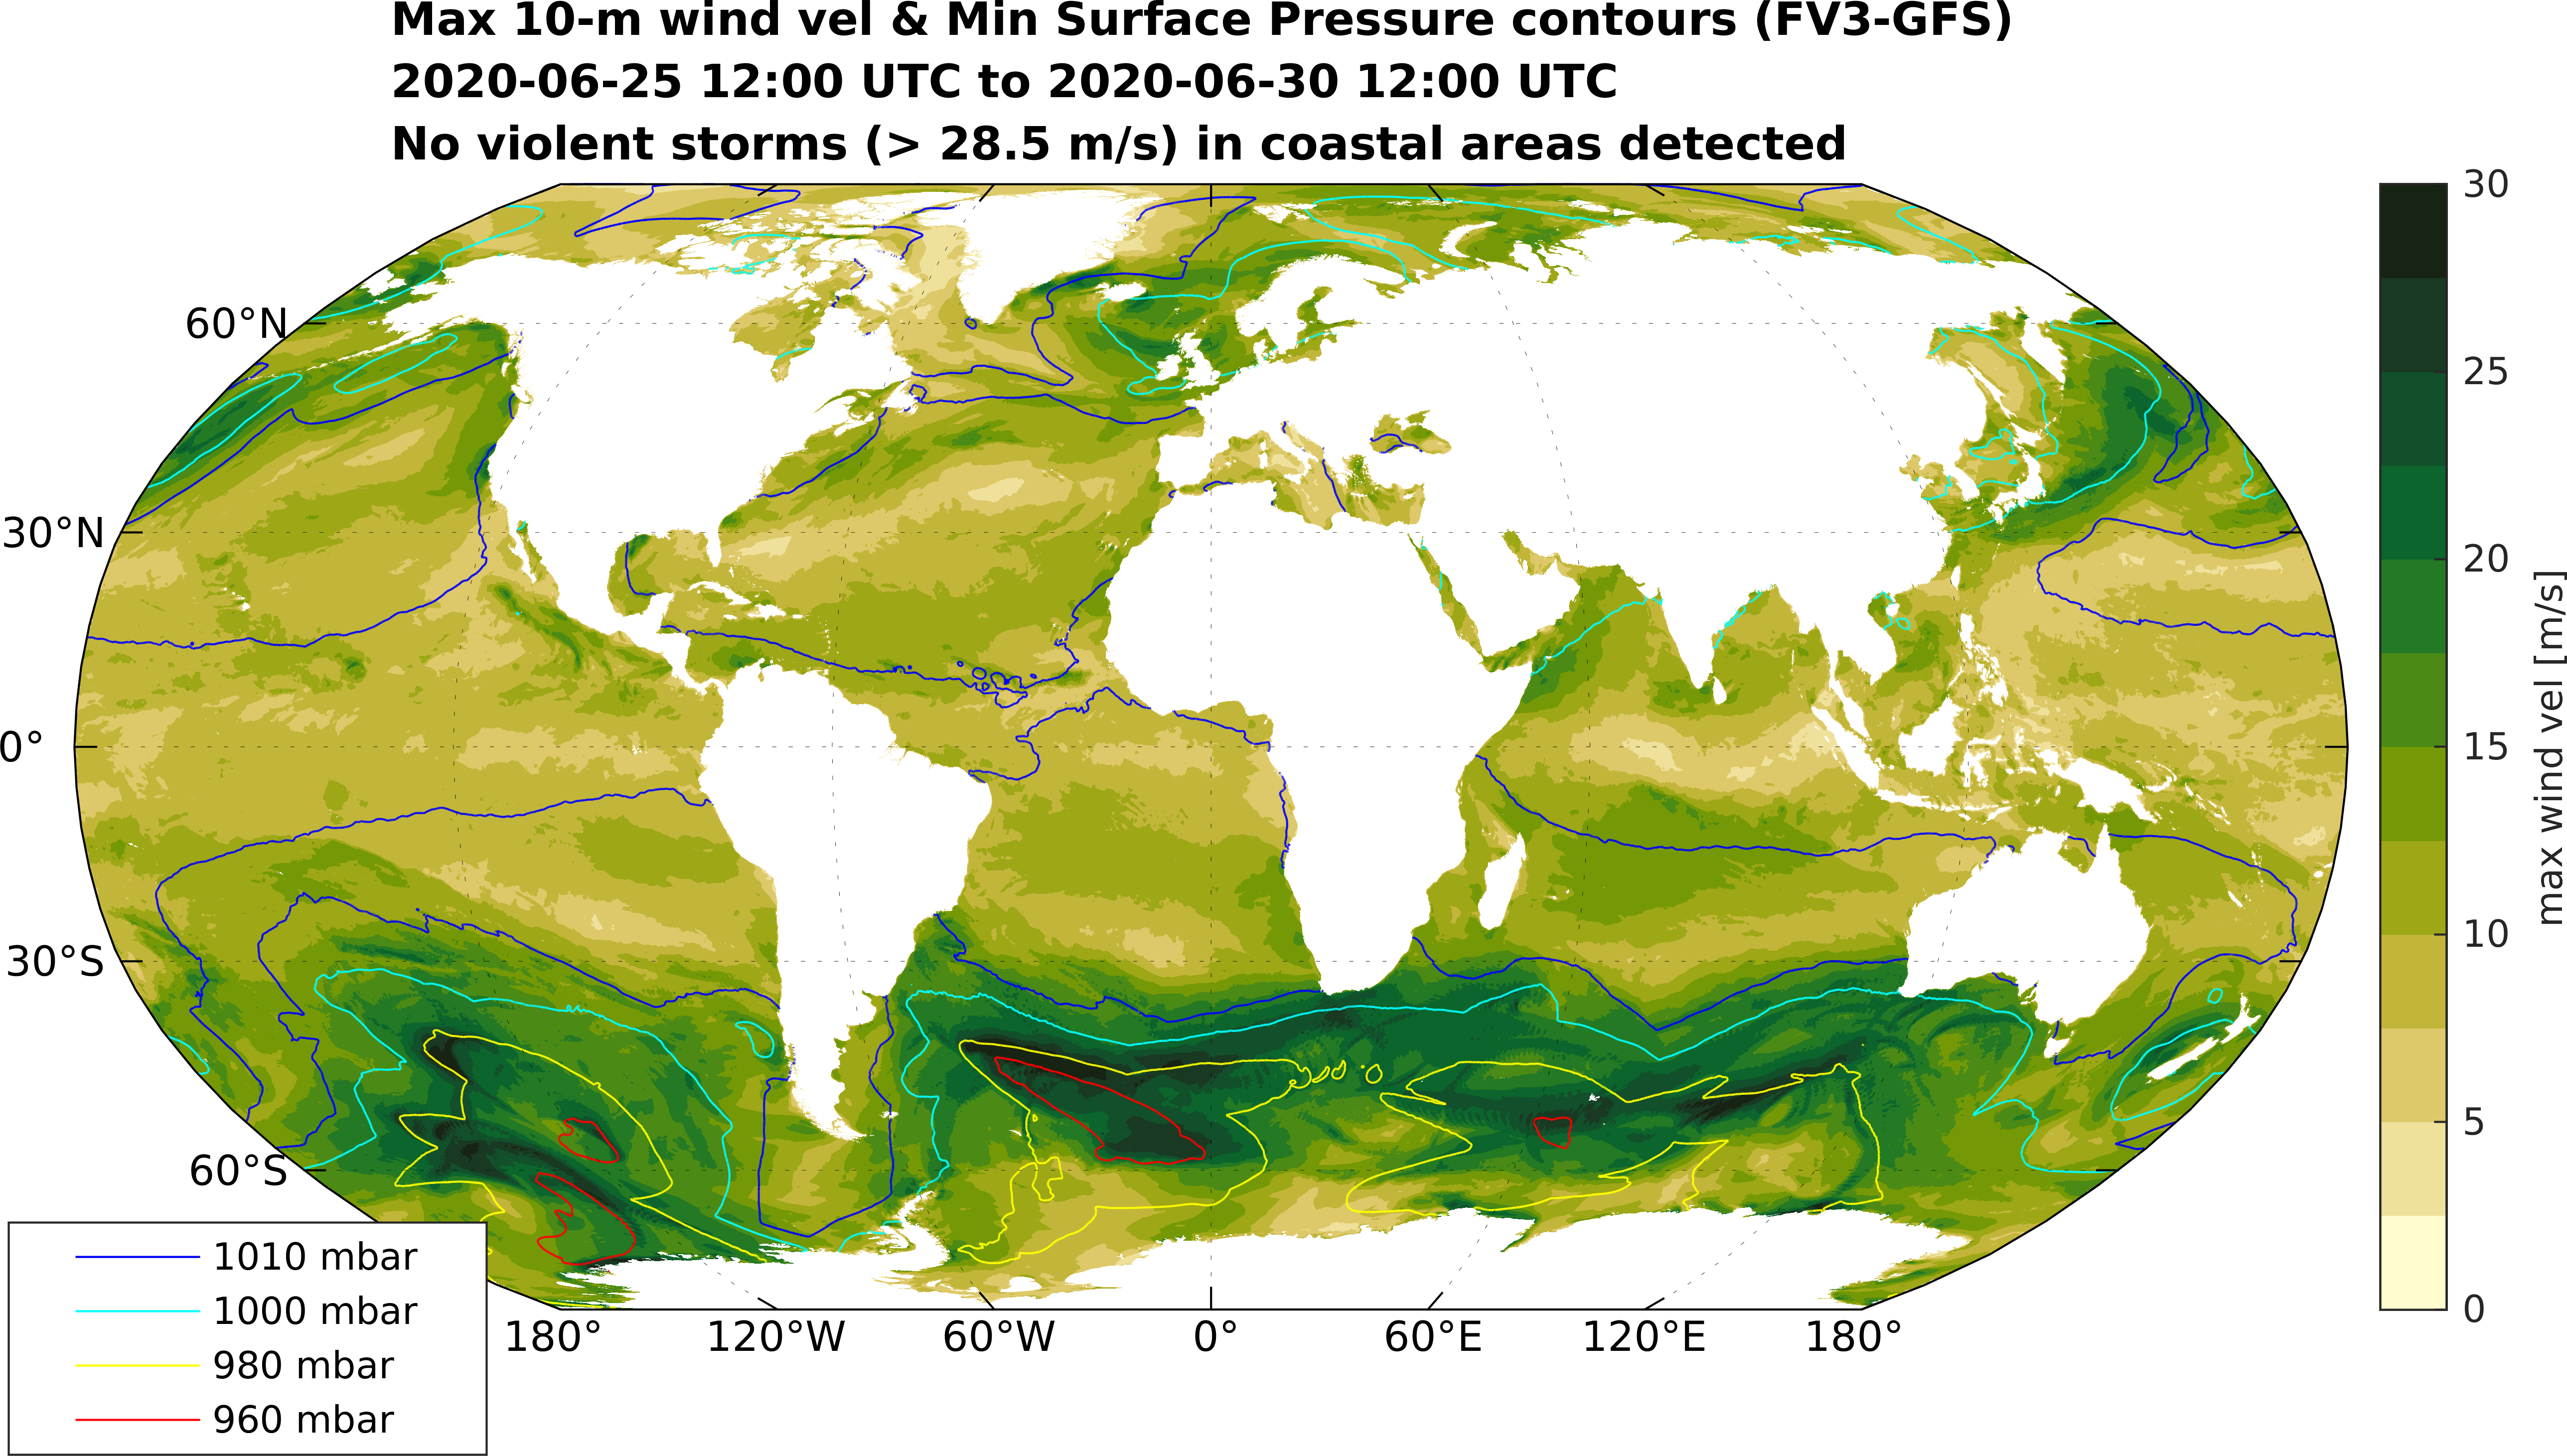 Max 10-m wind vel & Min Surface Pressure contours (FV3-GFS)
2020-06-25 12:00 UTC to 2020-06-30 12:00 UTC
No violent storms (> 28.5 m/s) in coastal areas detected
60°N
30°N
0°
30°S
60°S
180°
120°W
60°W
0°
60°E
120°E
180°
1010 mbar
1000 mbar
980 mbar
960 mbar
30
25
20
15
10
5
0
max wind vel [m/s]